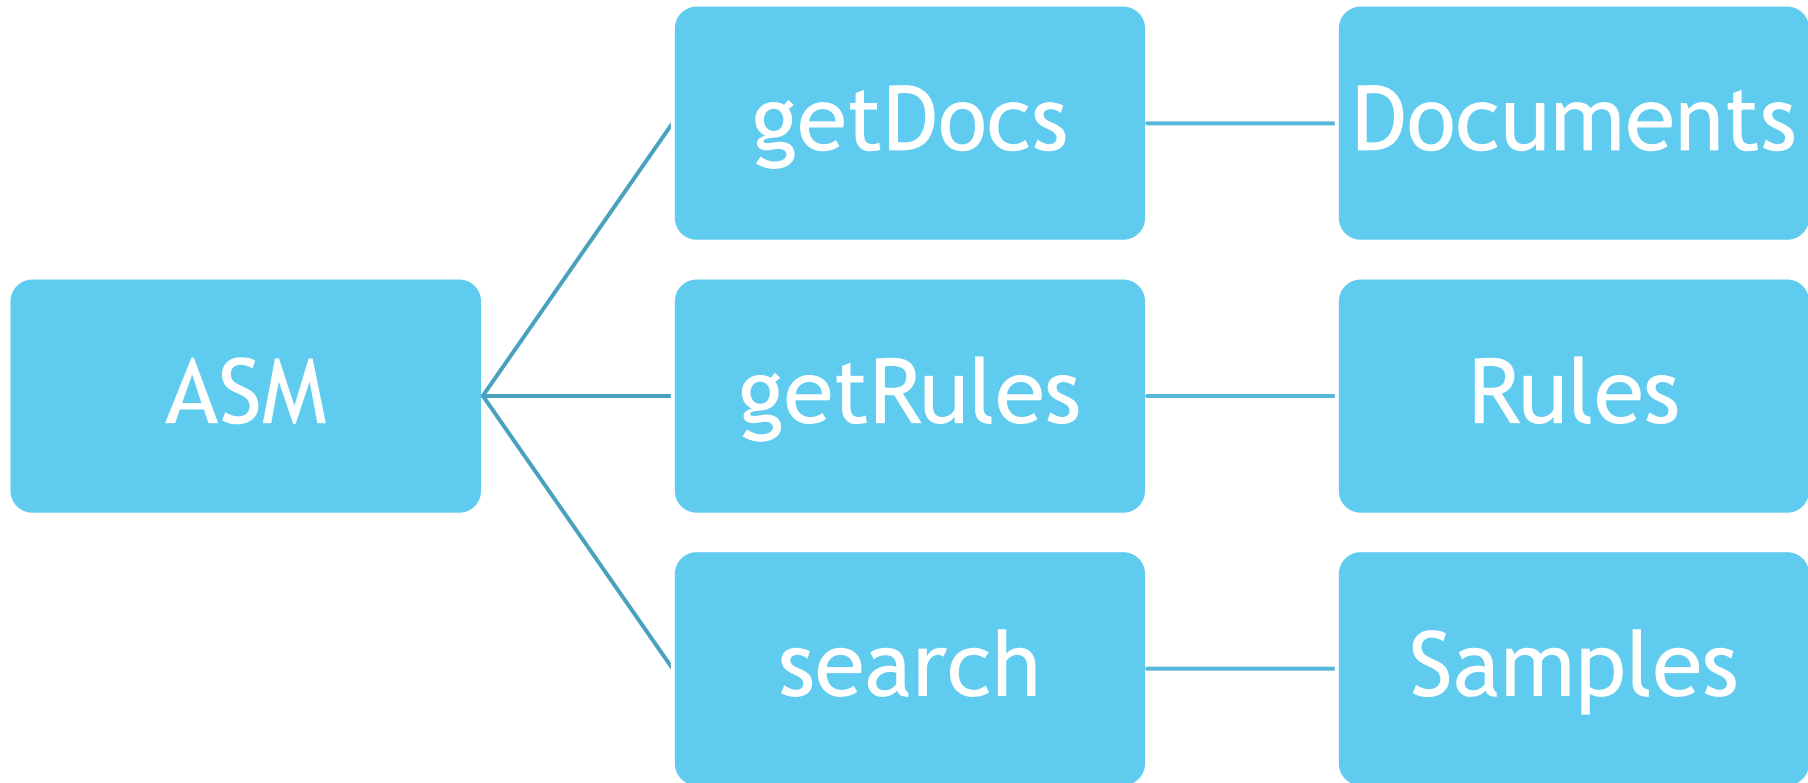 ASM
getDocs
Documents
getRules
Rules
search
Samples